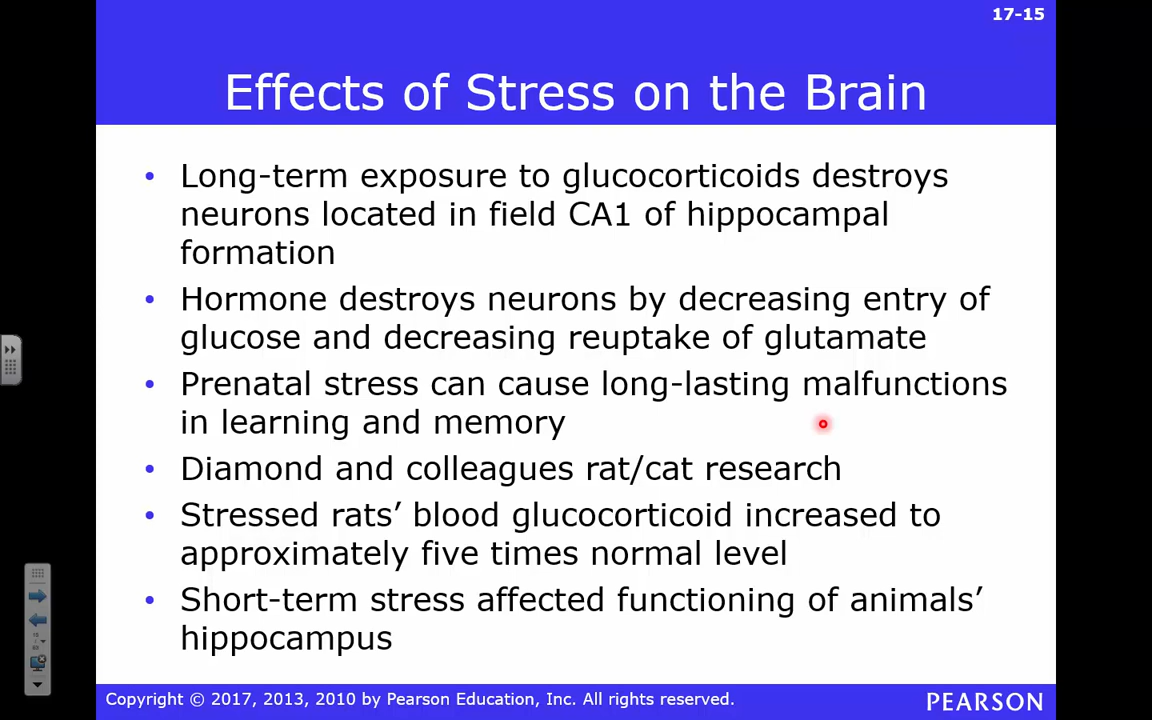 17-15
Effects of Stress on the Brain
• Long-term exposure to glucocorticoids destroys
neurons located in field CA1 of hippocampal
formation
• Hormone destroys neurons by decreasing entry of
glucose and decreasing reuptake of glutamate
• Prenatal stress can cause long-lasting malfunctions
in learning and memory
• Diamond and colleagues rat/cat research
• Stressed rats’ blood glucocorticoid increased to
approximately five times normal level
• Short-term stress affected functioning of animals’
hippocampus
Copyright © 2017, 2013, 2010 by Pearson Education, Inc. All rights reserved.
PEARSON